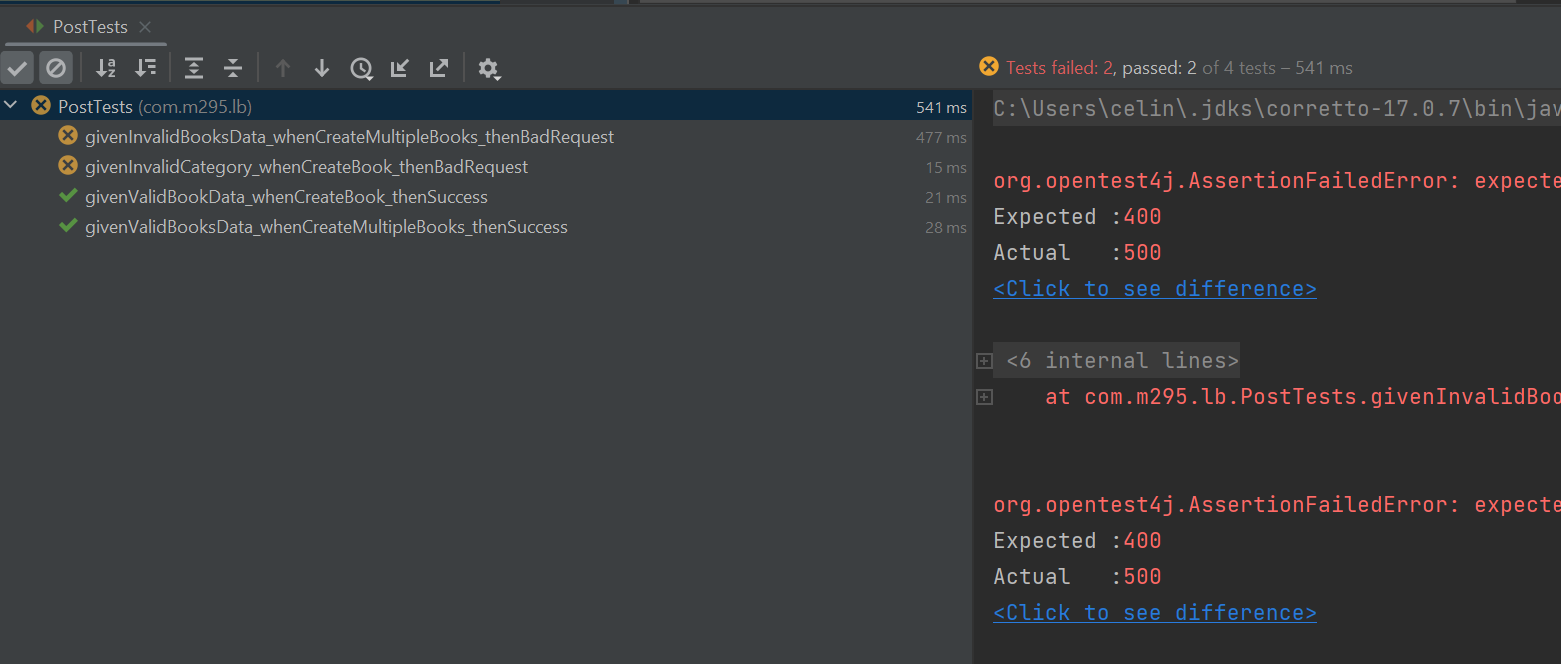 PostTests
Tests failed: 2, passed: 2 of 4 tests – 541 ms
PostTests (com.m295.lb) 541 ms
givenInvalidBooksData_whenCreateMultipleBooks_thenBadRequest 477 ms
givenInvalidCategory_whenCreateBook_thenBadRequest 15 ms
givenValidBookData_whenCreateBook_thenSuccess 21 ms
givenValidBooksData_whenCreateMultipleBooks_thenSuccess 28 ms
C:\Users\celin\.jdks\corretto-17.0.7\bin\jav
org.opentest4j.AssertionFailedError: expecte
Expected :400
Actual   :500
<Click to see difference>
<6 internal lines>
at com.m295.lb.PostTests.givenInvalidBoo
org.opentest4j.AssertionFailedError: expecte
Expected :400
Actual   :500
<Click to see difference>